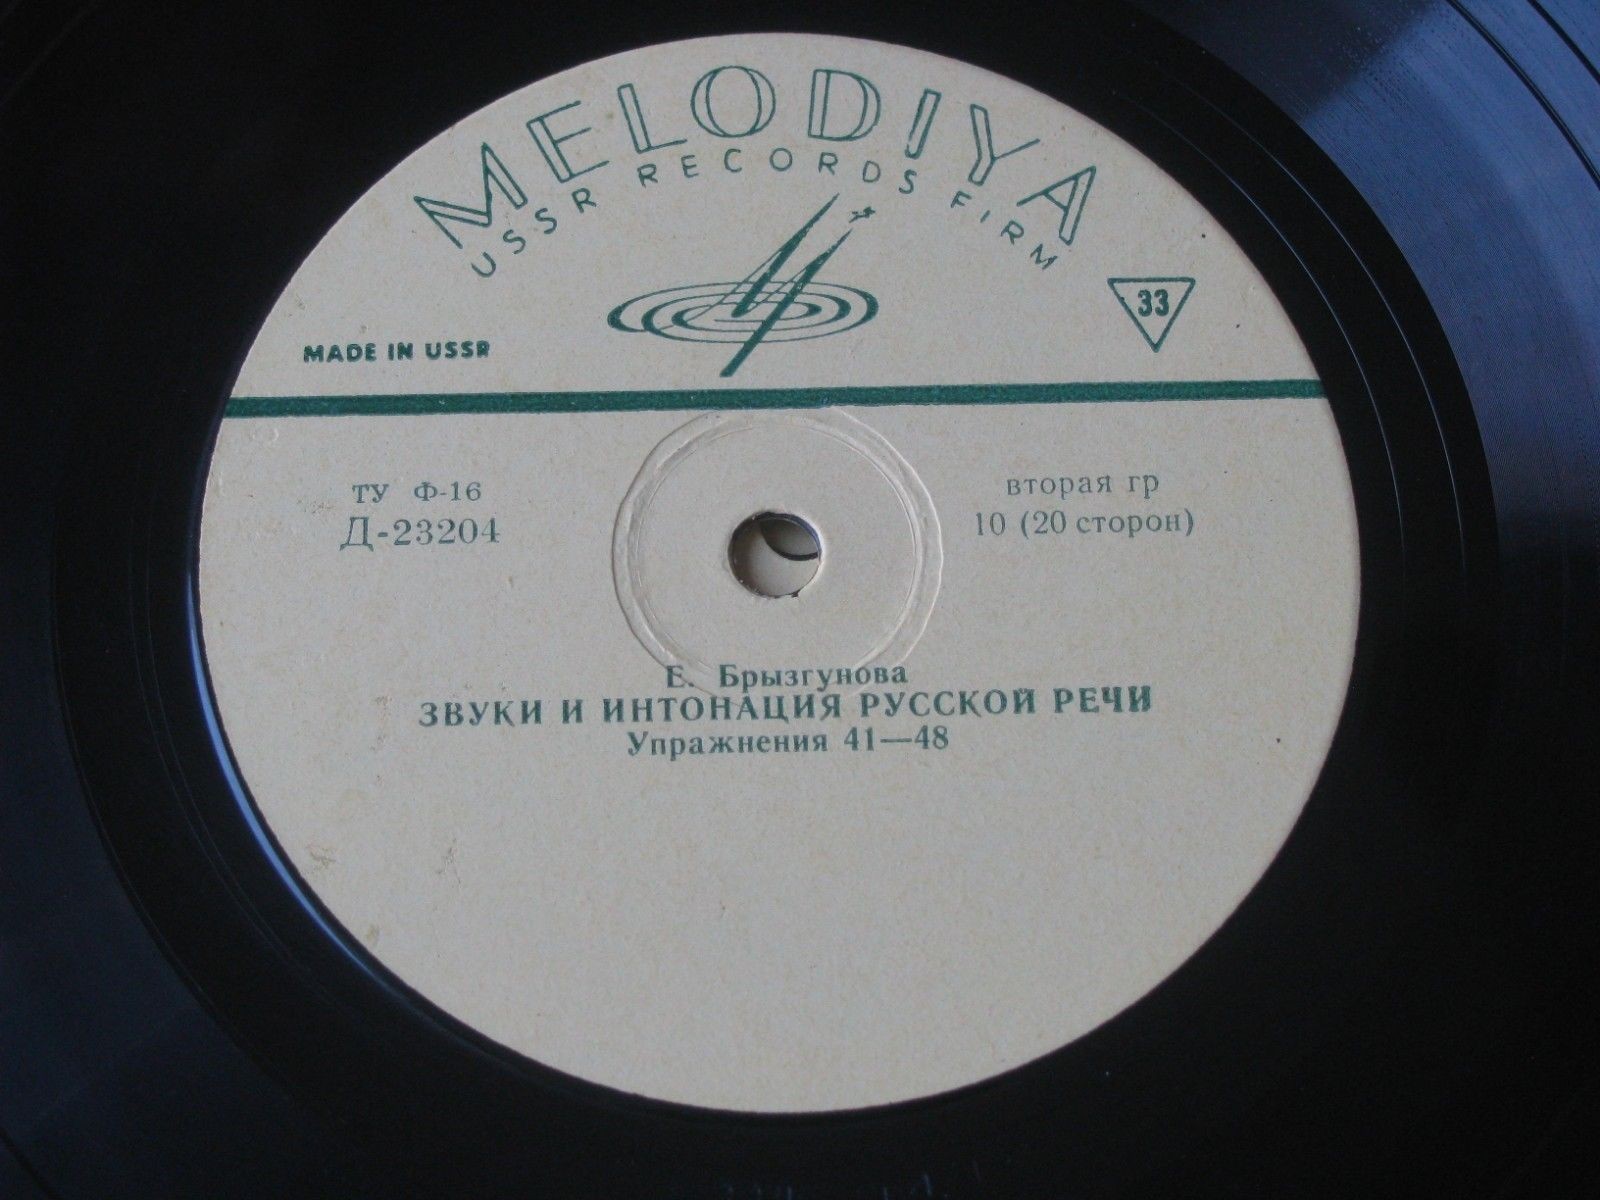 MELODIYA
USSR RECORDS FIRM
33
MADE IN USSR
ТУ Ф-16
Д-23204
вторая гр
10 (20 сторон)
Е. Брызгунова
ЗВУКИ И ИНТОНАЦИЯ РУССКОЙ РЕЧИ
Упражнения 41—48